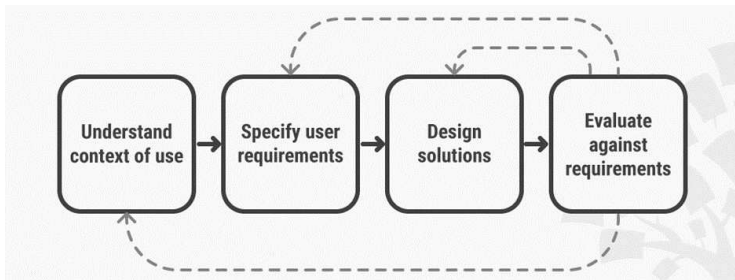 Understand
context of use
Specify user
requirements
Design
solutions
Evaluate
against
requirements